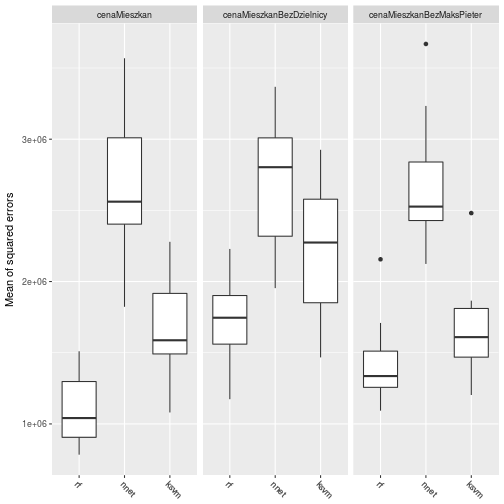 cenaMieszkan
cenaMieszkanBezDzielnicy
cenaMieszkanBezMaksPieter
Mean of squared errors
3e+06
2e+06
1e+06
rf
nnet
ksvm
rf
nnet
ksvm
rf
nnet
ksvm